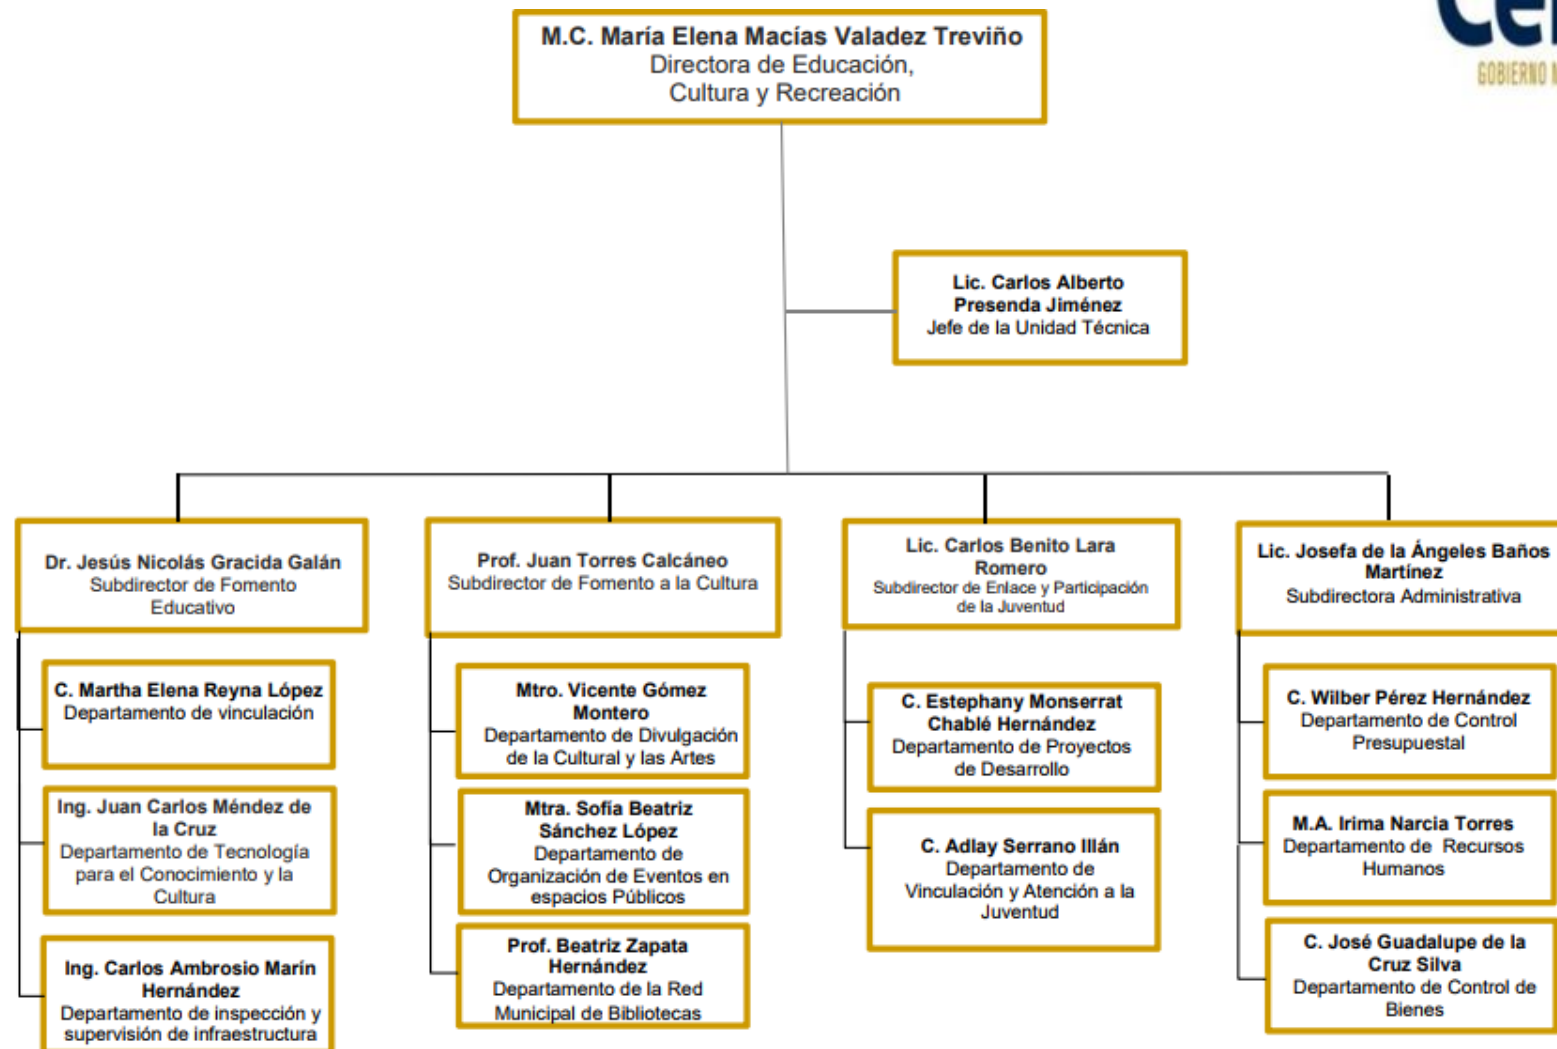 M.C. María Elena Macías Valadez Treviño
Directora de Educación,
Cultura y Recreación
GOBIERNO
Lic. Carlos Alberto
Presenda Jiménez
Jefe de la Unidad Técnica
Dr. Jesús Nicolás Gracida Galán
Subdirector de Fomento
Educativo
C. Martha Elena Reyna López
Departamento de vinculación
Ing. Juan Carlos Méndez de
la Cruz
Departamento de Tecnología
para el Conocimiento y la
Cultura
Ing. Carlos Ambrosio Marín
Hernández
Departamento de inspección y
supervisión de infraestructura
Prof. Juan Torres Calcáneo
Subdirector de Fomento a la Cultura
Mtro. Vicente Gómez
Montero
Departamento de Divulgación
de la Cultural y las Artes
Mtra. Sofía Beatriz
Sánchez López
Departamento de
Organización de Eventos en
espacios Públicos
Prof. Beatriz Zapata
Hernández
Departamento de la Red
Municipal de Bibliotecas
Lic. Carlos Benito Lara
Romero
Subdirector de Enlace y Participación
de la Juventud
C. Estephany Monserrat
Chablé Hernández
Departamento de Proyectos
de Desarrollo
C. Adlay Serrano Illán
Departamento de
Vinculación y Atención a la
Juventud
Lic. Josefa de la Ángeles Baños
Martínez
Subdirectora Administrativa
C. Wilber Pérez Hernández
Departamento de Control
Presupuestal
M.A. Irima Narcia Torres
Departamento de Recursos
Humanos
C. José Guadalupe de la
Cruz Silva
Departamento de Control de
Bienes